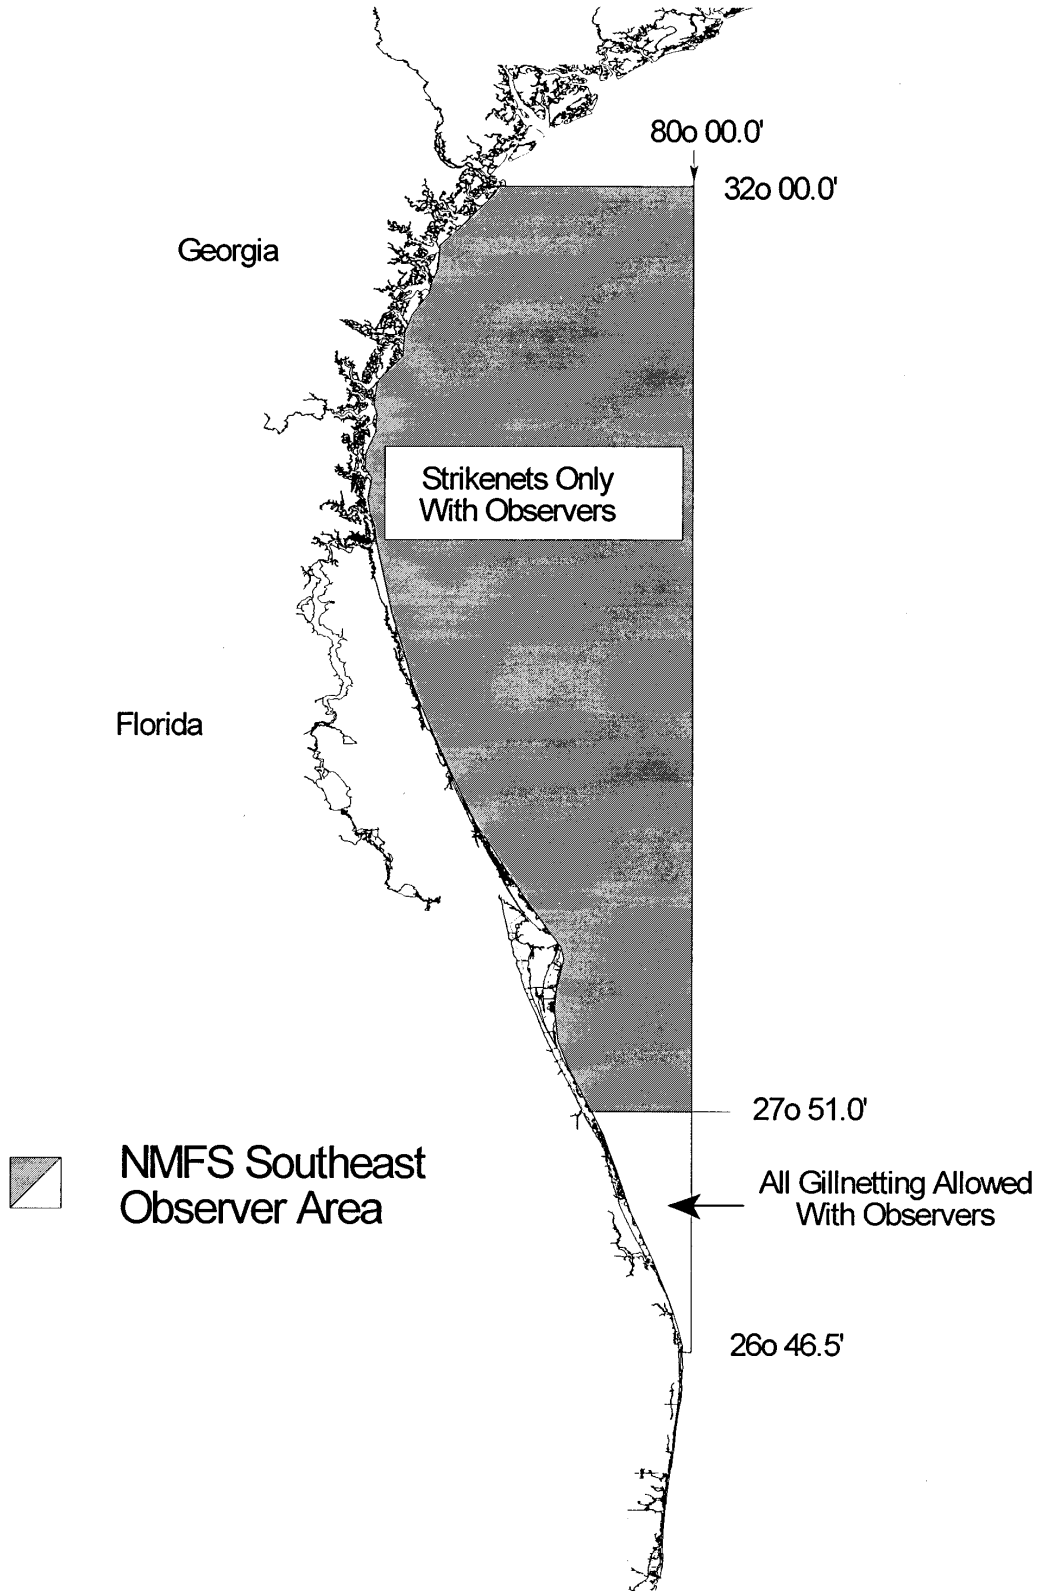 80o 00.0'
32o 00.0'
Georgia
Strikenets Only
With Observers
Florida
27o 51.0'
NMFS Southeast
Observer Area
All Gillnetting Allowed
With Observers
26o 46.5'